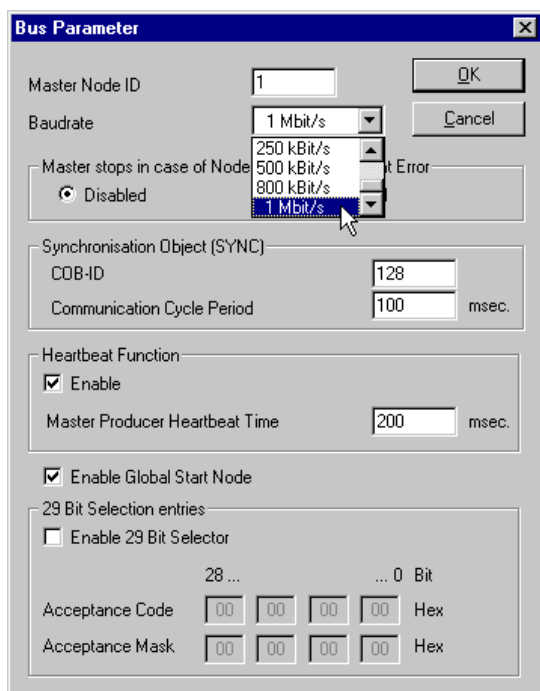 Bus Parameter
Master Node ID 1 OK
Baudrate 1 Mbit/s Cancel
250 kBit/s
500 kBit/s
800 kBit/s
1 Mbit/s
Master stops in case of Node t Error
Disabled
Synchronisation Object (SYNC)
COB-ID 128
Communication Cycle Period 100 msec.
Heartbeat Function
Enable
Master Producer Heartbeat Time 200 msec.
Enable Global Start Node
29 Bit Selection entries
Enable 29 Bit Selector
28 ... ... 0 Bit
Acceptance Code 00 00 00 00 Hex
Acceptance Mask 00 00 00 00 Hex